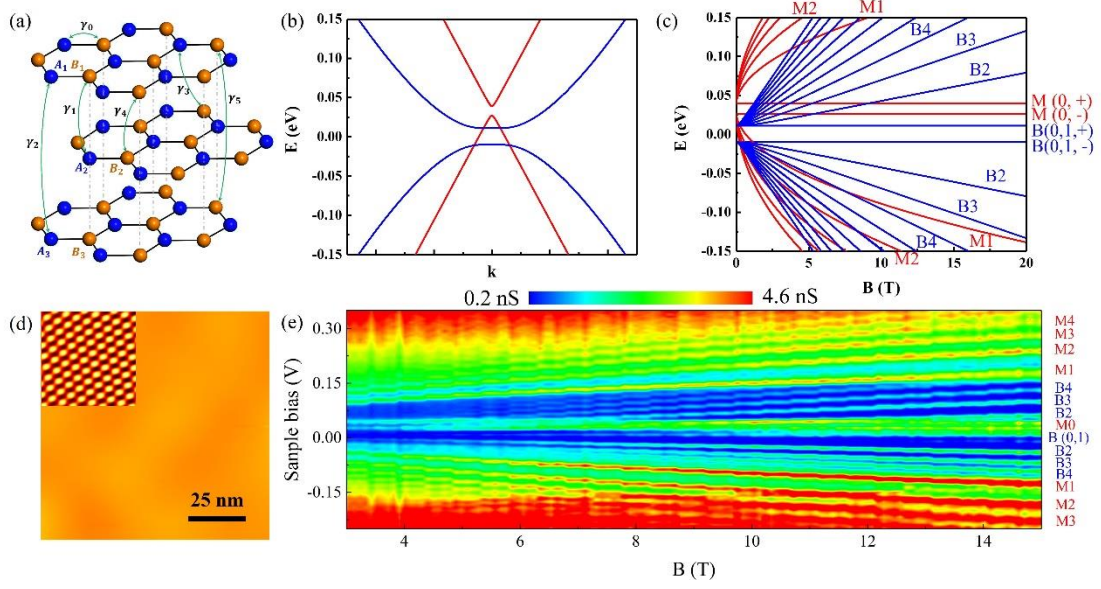 (a)
γ0
A1 B1
γ1
γ4
γ3
γ5
γ2
A2 B2
A3 B3
(b)
0.15
0.10
0.05
0.00
-0.05
-0.10
-0.15
E (eV)
k
(c)
0.15
0.10
0.05
0.00
-0.05
-0.10
-0.15
E (eV)
0 5 10 15 20
B (T)
M2 M1
B4
B3
B2
M (0, +)
M (0, -)
B(0,1,+)
B(0,1, -)
B2
B3
B4
M1
M2
0.2 nS 4.6 nS
(d)
25 nm
(e)
Sanple bias (V)
0.30
0.15
0.00
-0.15
4 6 8 10 12 14
B (T)
M4
M3
M2
M1
B4
B3
B2
M0
B (0,1)
B2
B3
B4
M1
M2
M3